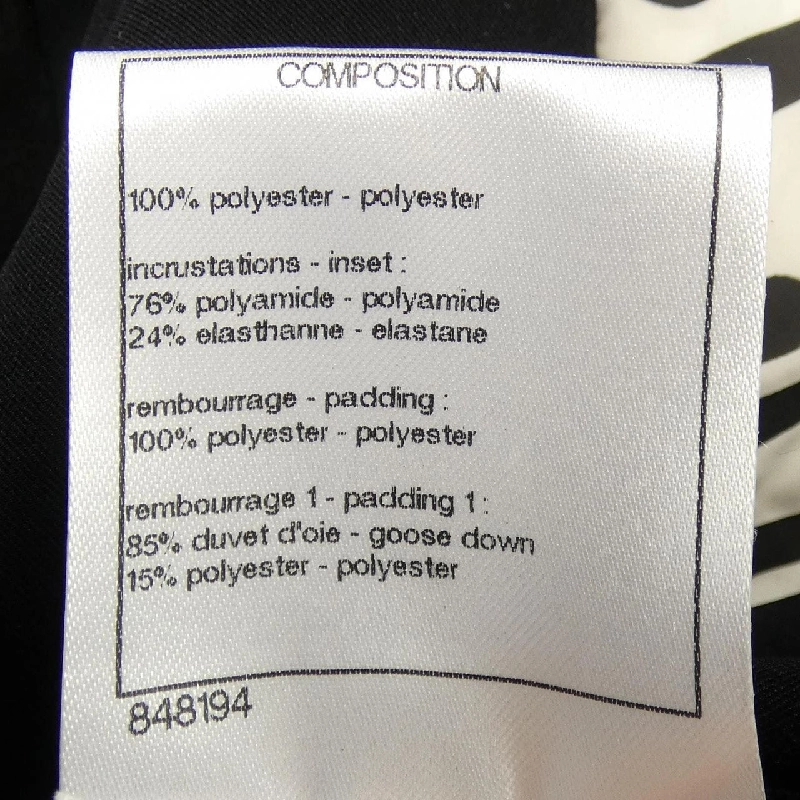 COMPOSITION
100% polyester - polyester
incrustations - inset :
76% polyamide - polyamide
24% elasthanne - elastane
rembourrage - padding :
100% polyester - polyester
rembourrage 1 - padding 1 :
85% duvet d'oie - goose down
15% polyester - polyester
848194